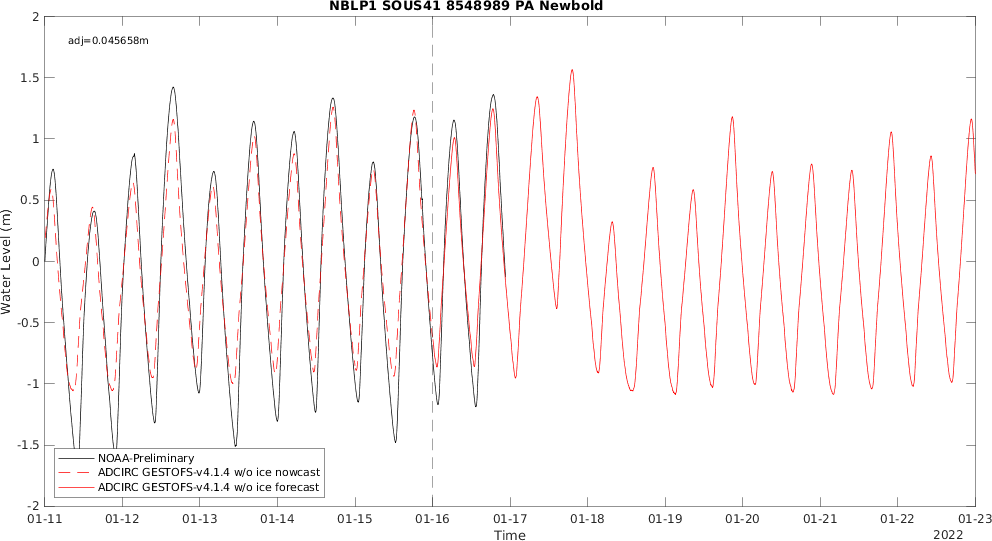 NBLP1 SOUS41 8548989 PA Newbold
adj=0.045658m
2
1.5
1
0.5
0
-0.5
-1
-1.5
-2
Water Level (m)
NOAA-Preliminary
ADCIRC GESTOFS-v4.1.4 w/o ice nowcast
ADCIRC GESTOFS-v4.1.4 w/o ice forecast
01-11 01-12 01-13 01-14 01-15 01-16 01-17 01-18 01-19 01-20 01-21 01-22 01-23
Time
2022